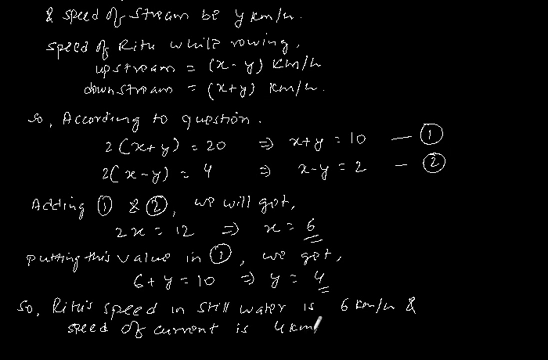 & speed of stream be y km/h
speed of Ritu while rowing,
upstream = (x-y) km/h
downstream = (x+y) km/h.
So, According to question.
2(x+y) = 20 ⇒ x+y = 10 — ①
2(x-y) = 4 ⇒ x-y = 2 — ②
Adding ① & ②, we will get,
2x = 12 ⇒ x = 6
putting this value in ①, we get,
6+y = 10 ⇒ y = 4
So, Ritu's speed in still water is 6 km/h &
speed of current is 4 km/